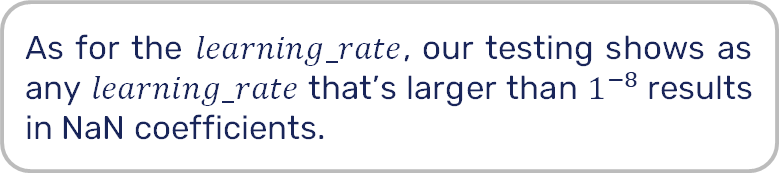 As for the learning_rate, our testing shows as
any learning_rate that's larger than 1⁻⁸ results
in NaN coefficients.